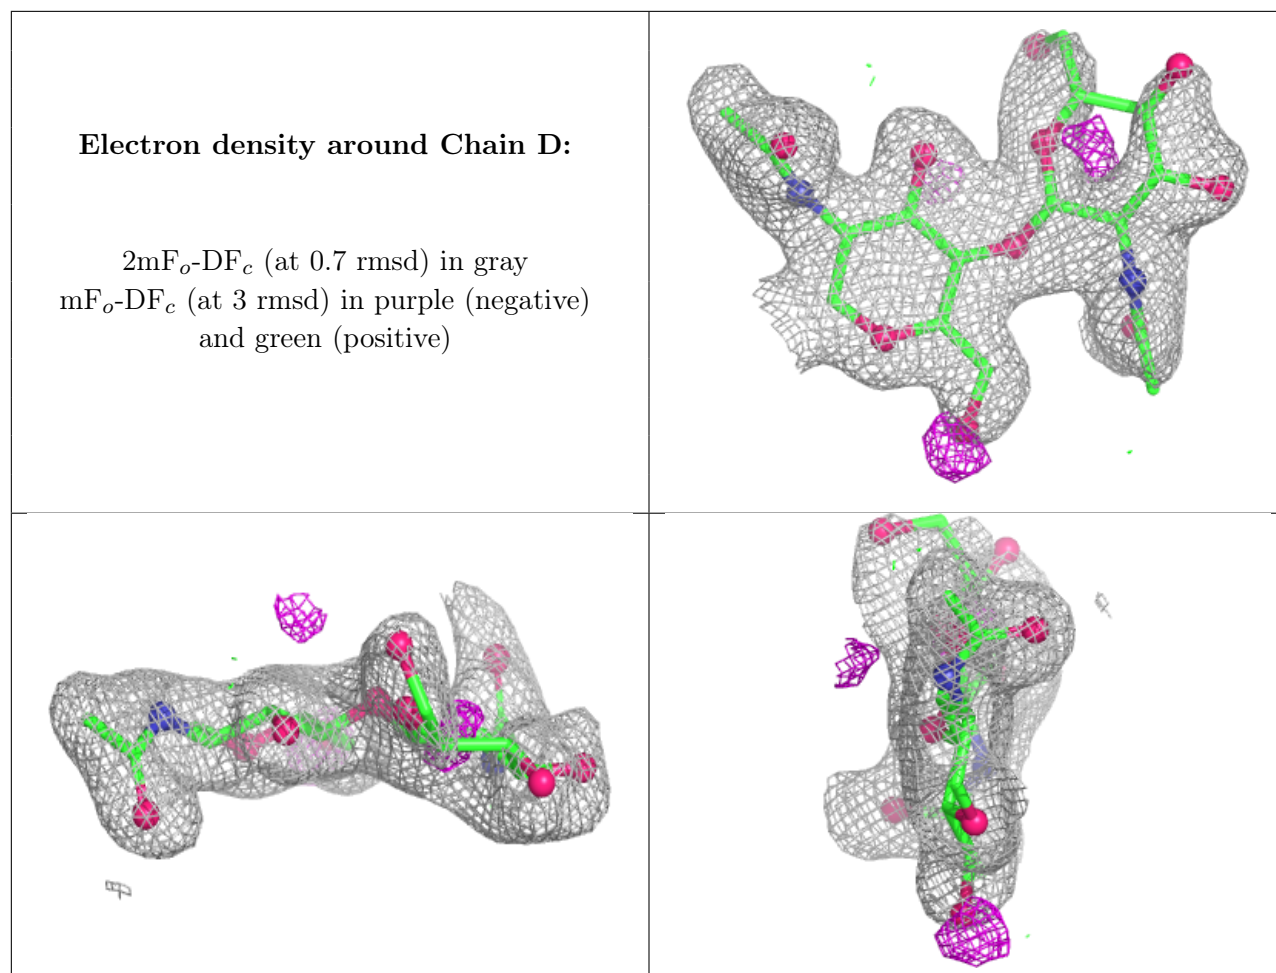 Electron density around Chain D:
2mFo-DFc (at 0.7 rmsd) in gray
mFo-DFc (at 3 rmsd) in purple (negative)
and green (positive)